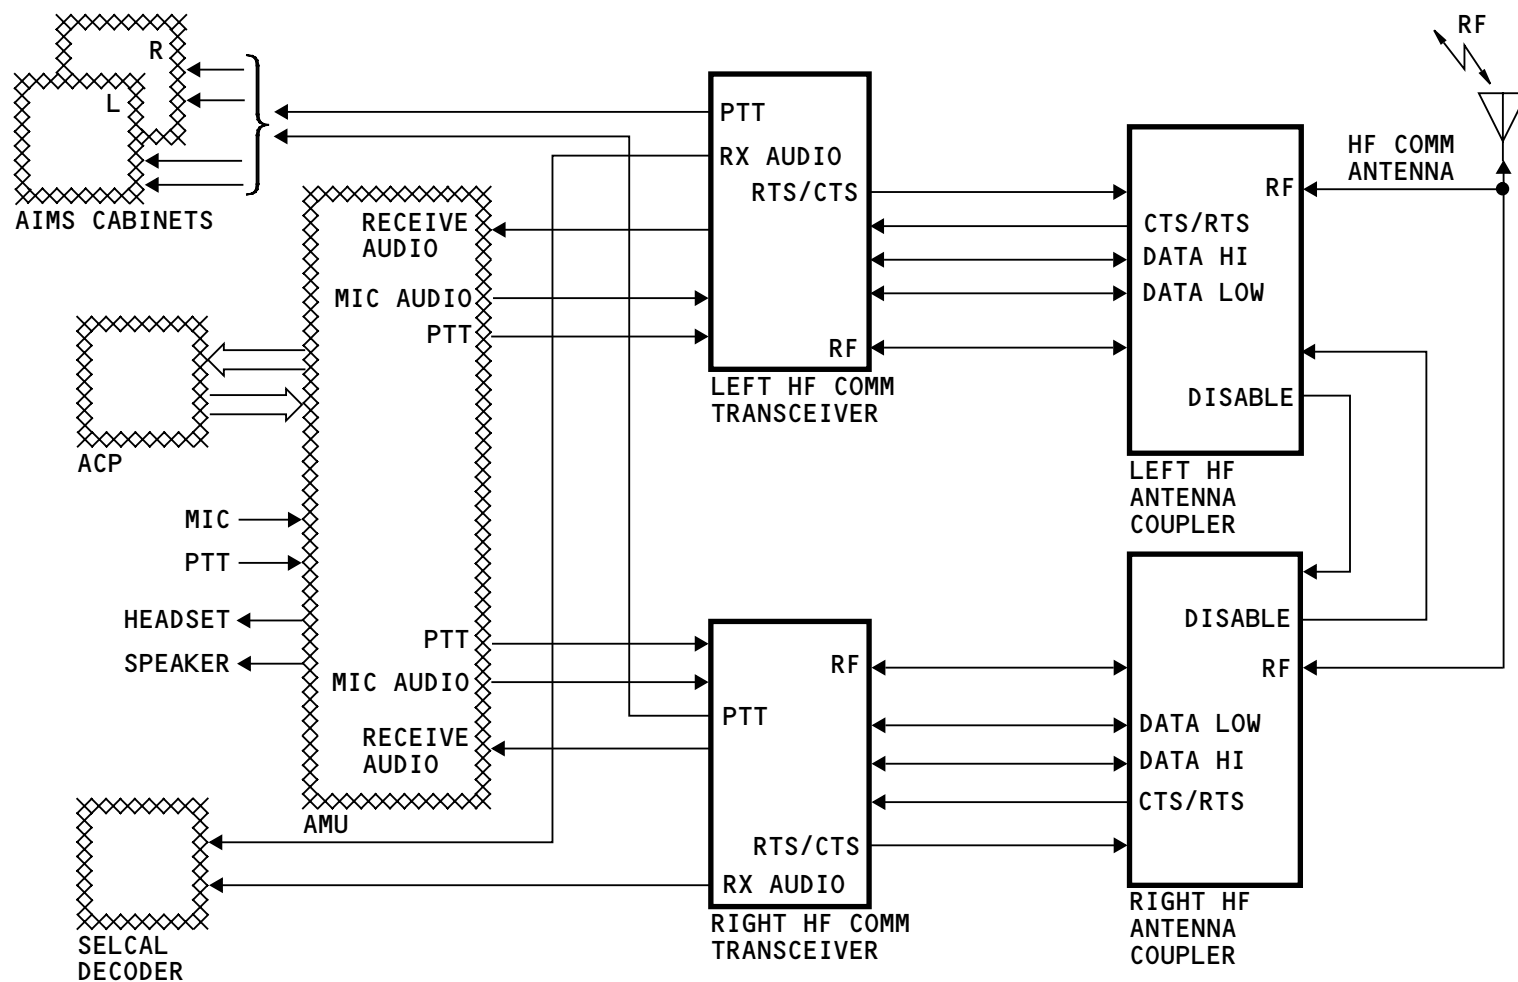 R
L
AIMS CABINETS
ACP
MIC
PTT
HEADSET
SPEAKER
SELCAL
DECODER
RECEIVE
AUDIO
MIC AUDIO
PTT
PTT
MIC AUDIO
RECEIVE
AUDIO
AMU
PTT
RX AUDIO
RTS/CTS
RF
LEFT HF COMM
TRANSCEIVER
RF
PTT
RTS/CTS
RX AUDIO
RIGHT HF COMM
TRANSCEIVER
RF
CTS/RTS
DATA HI
DATA LOW
DISABLE
LEFT HF
ANTENNA
COUPLER
DISABLE
RF
DATA LOW
DATA HI
CTS/RTS
RIGHT HF
ANTENNA
COUPLER
RF
HF COMM
ANTENNA